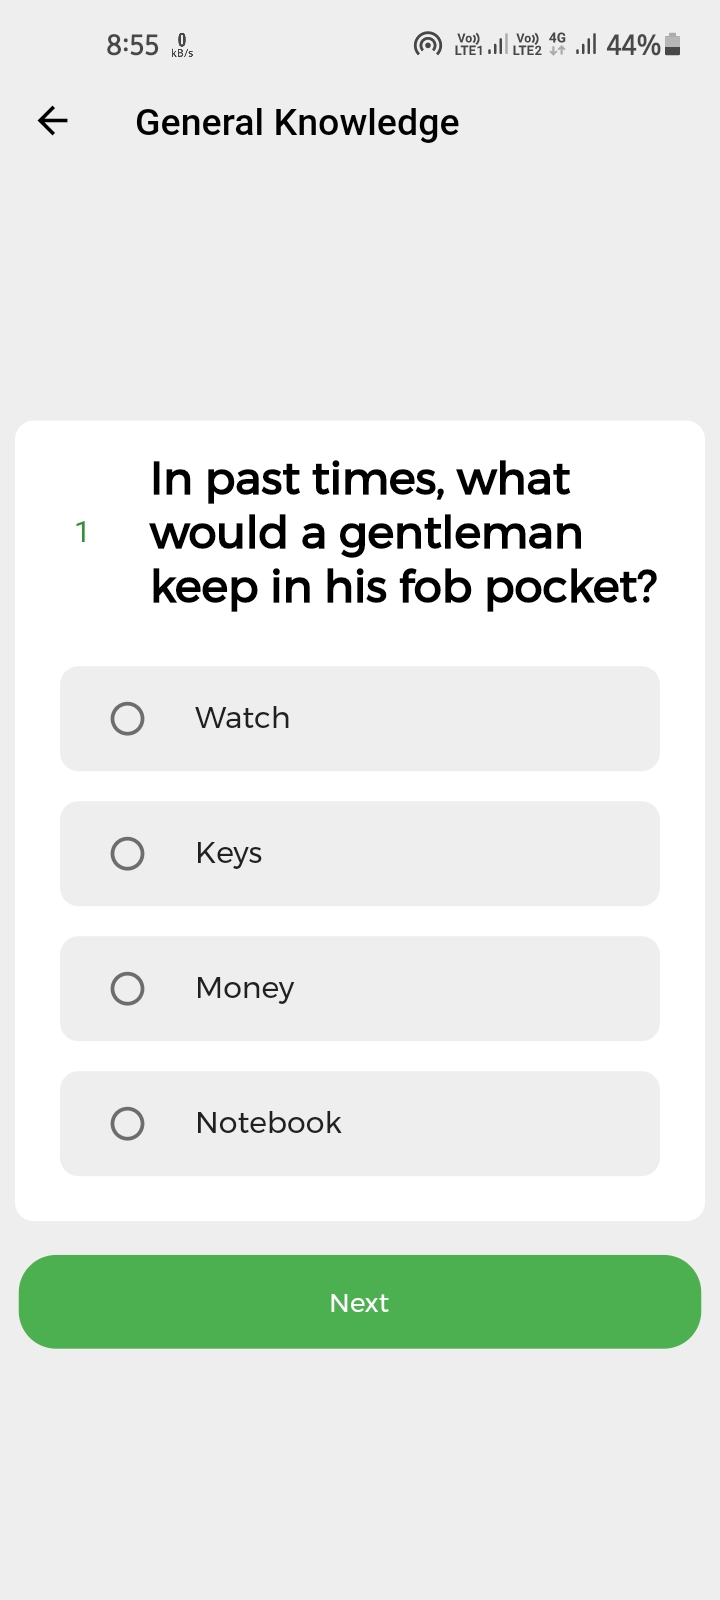 8:55 0 kB/s Vo)) LTE1 Vo)) LTE2 4G 44%
General Knowledge
1
In past times, what
would a gentleman
keep in his fob pocket?
Watch
Keys
Money
Notebook
Next